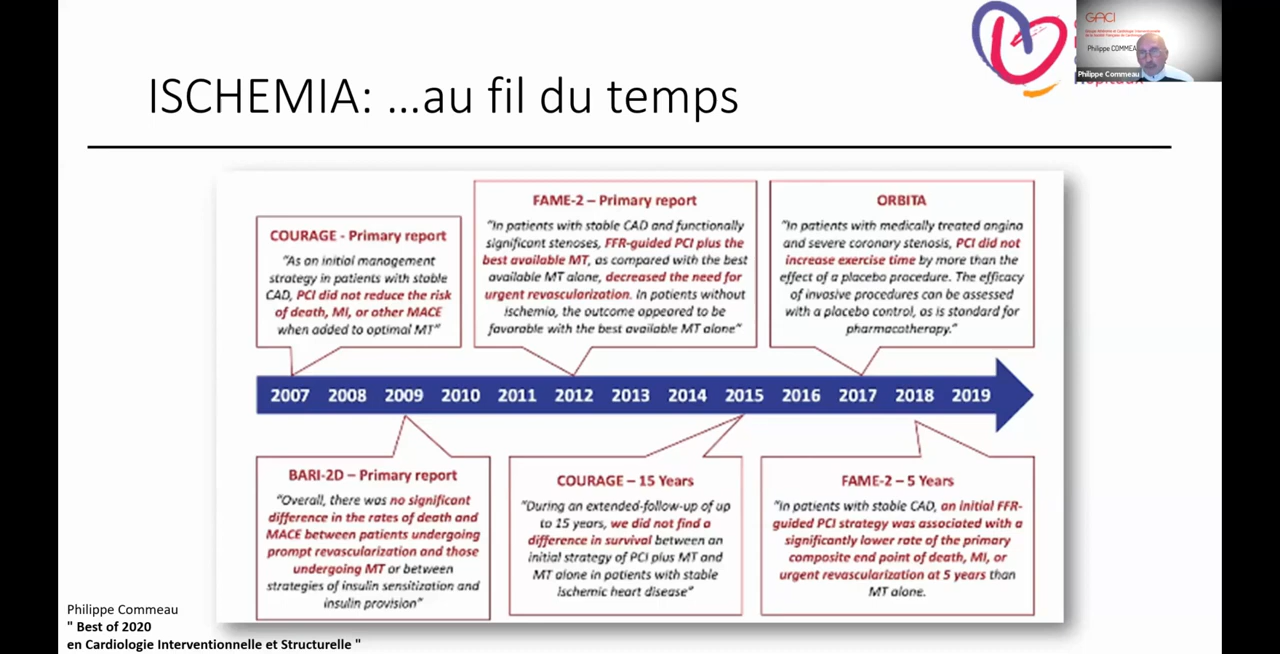 GACI
Philippe COMMEA
Philippe Commeau
ISCHEMIA: ...au fil du temps
COURAGE - Primary report
"As an initial management
strategy in patients with stable
CAD, PCI did not reduce the risk
of death, MI, or other MACE
when added to optimal MT"
FAME-2 – Primary report
"In patients with stable CAD and functionally
significant stenoses, FFR-guided PCI plus the
best available MT, as compared with the best
available MT alone, decreased the need for
urgent revascularization. In patients without
ischemia, the outcome appeared to be
favorable with the best available MT alone"
ORBITA
"In patients with medically treated angina
and severe coronary stenosis, PCI did not
increase exercise time by more than the
effect of a placebo procedure. The efficacy
of invasive procedures can be assessed
with a placebo control, as is standard for
pharmacotherapy."
2007 2008 2009 2010 2011 2012 2013 2014 2015 2016 2017 2018 2019
BARI-2D – Primary report
"Overall, there was no significant
difference in the rates of death and
MACE between patients undergoing
prompt revascularization and those
undergoing MT or between
strategies of insulin sensitization and
insulin provision"
COURAGE – 15 Years
"During an extended-follow-up of up
to 15 years, we did not find a
difference in survival between an
initial strategy of PCI plus MT and
MT alone in patients with stable
ischemic heart disease"
FAME-2 – 5 Years
"In patients with stable CAD, an initial FFR-
guided PCI strategy was associated with a
significantly lower rate of the primary
composite end point of death, MI, or
urgent revascularization at 5 years than
MT alone.
Philippe Commeau
" Best of 2020
en Cardiologie Interventionnelle et Structurelle "